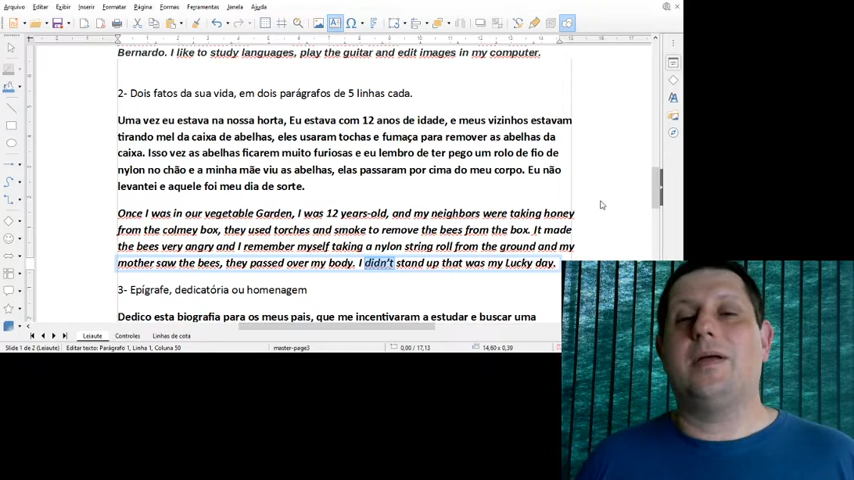 Arquivo Editar Exibir Inserir Formatar Página Forma Ferramentas Janela Ajuda
Bernardo. I like to study languages, play the guitar and edit images in my computer.
2- Dois fatos da sua vida, em dois parágrafos de 5 linhas cada.
Uma vez eu estava na nossa horta, Eu estava com 12 anos de idade, e meus vizinhos estavam
tirando mel da caixa de abelhas, eles usaram tochas e fumaça para remover as abelhas da
caixa. Isso vez as abelhas ficarem muito furiosas e eu lembro de ter pego um rolo de fio de
nylon no chão e a minha mãe viu as abelhas, elas passaram por cima do meu corpo. Eu não
levantei e aquele foi meu dia de sorte.
Once I was in our vegetable Garden, I was 12 years-old, and my neighbors were taking honey
from the colmey box, they used torches and smoke to remove the bees from the box. It made
the bees very angry and I remember myself taking a nylon string roll from the ground and my
mother saw the bees, they passed over my body. I didn't stand up that was my Lucky day.
3- Epígrafe, dedicatória ou homenagem
Dedico esta biografia para os meus pais, que me incentivaram a estudar e buscar uma
Leiaute Controles Linhas de cota
Slide 1 de 2 (Leiaute) Editar texto: Parágrafo 1, Linha 1, Coluna 50 master-page3 0,00 / 17,13 14,60 x 0,39